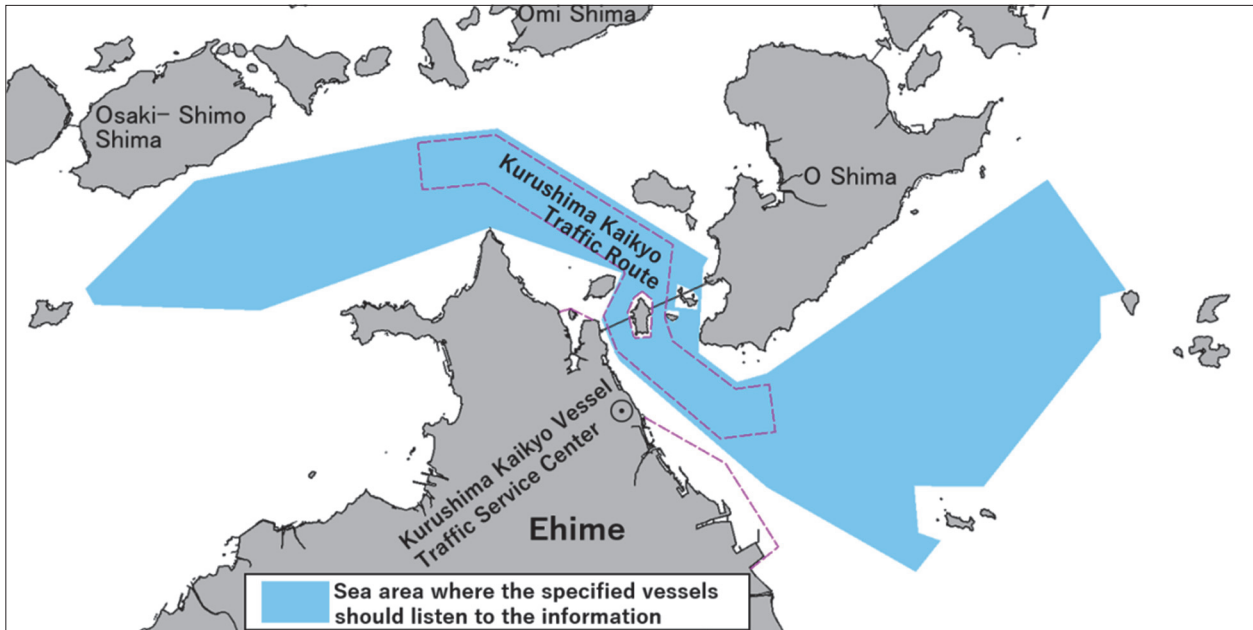 Omi Shima
Osaki- Shimo
Shima
Kurushima Kaikyo
Traffic Route
O Shima
Kurushima Kaikyo Vessel
Traffic Service Center
Ehime
Sea area where the specified vessels
should listen to the information